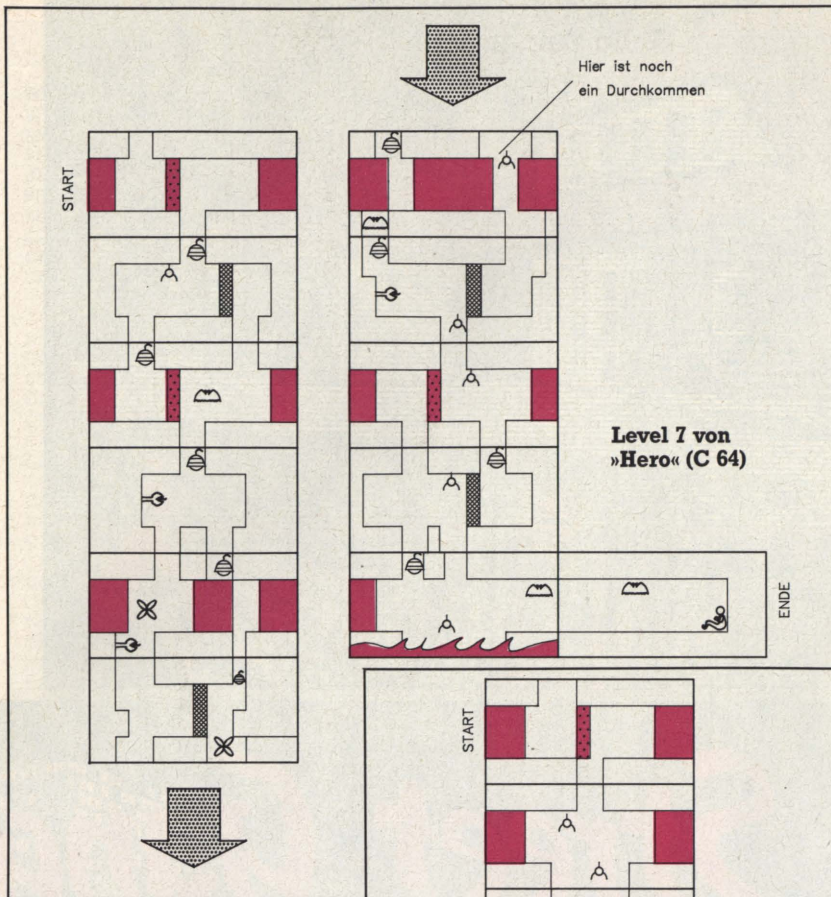 Hier ist noch
ein Durchkommen
START
Level 7 von
»Hero« (C 64)
ENDE
START